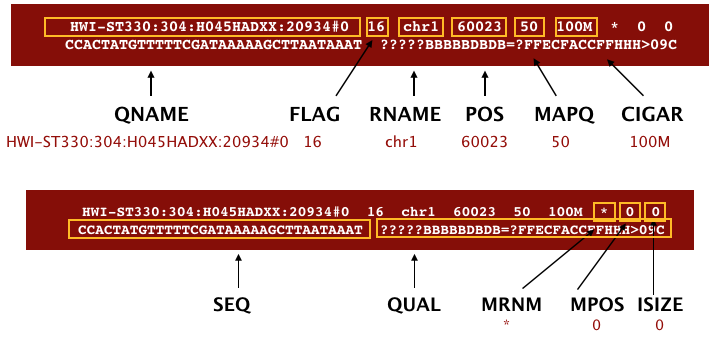 HWI-ST330:304:H045HADXX:20934#0 16 chr1 60023 50 100M * 0 0
CCACTATGTTTTTCGATAAAAAGCTTAATAAAT ?????BBBBBDBDB=?FFECFACCFFHHH>09C
QNAME FLAG RNAME POS MAPQ CIGAR
HWI-ST330:304:H045HADXX:20934#0 16 chr1 60023 50 100M
HWI-ST330:304:H045HADXX:20934#0 16 chr1 60023 50 100M * 0 0
CCACTATGTTTTTCGATAAAAAGCTTAATAAAT ?????BBBBBDBDB=?FFECFACCFFHHH>09C
SEQ QUAL MRNM MPOS ISIZE
* 0 0